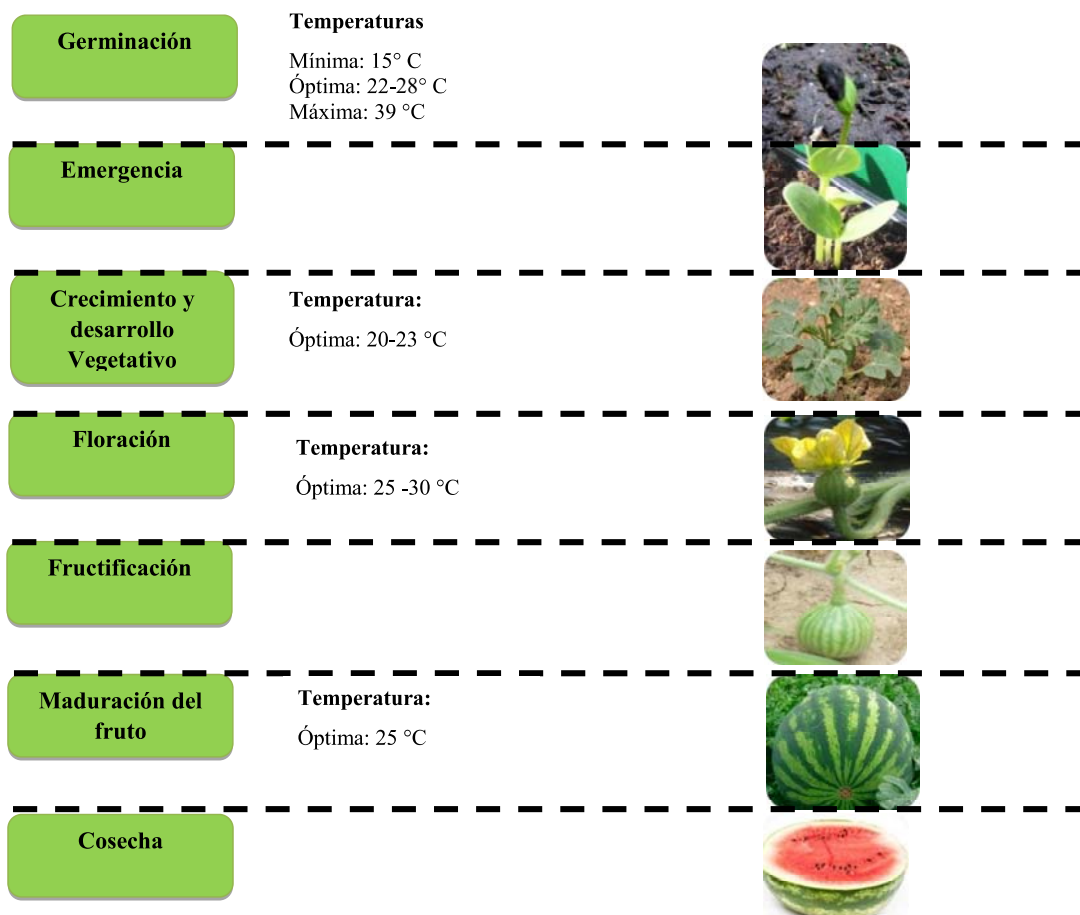 Germinación
Temperaturas
Mínima: 15° C
Óptima: 22-28° C
Máxima: 39 °C
Emergencia
Crecimiento y
desarrollo
Vegetativo
Temperatura:
Óptima: 20-23 °C
Floración
Temperatura:
Óptima: 25 -30 °C
Fructificación
Maduración del
fruto
Temperatura:
Óptima: 25 °C
Cosecha